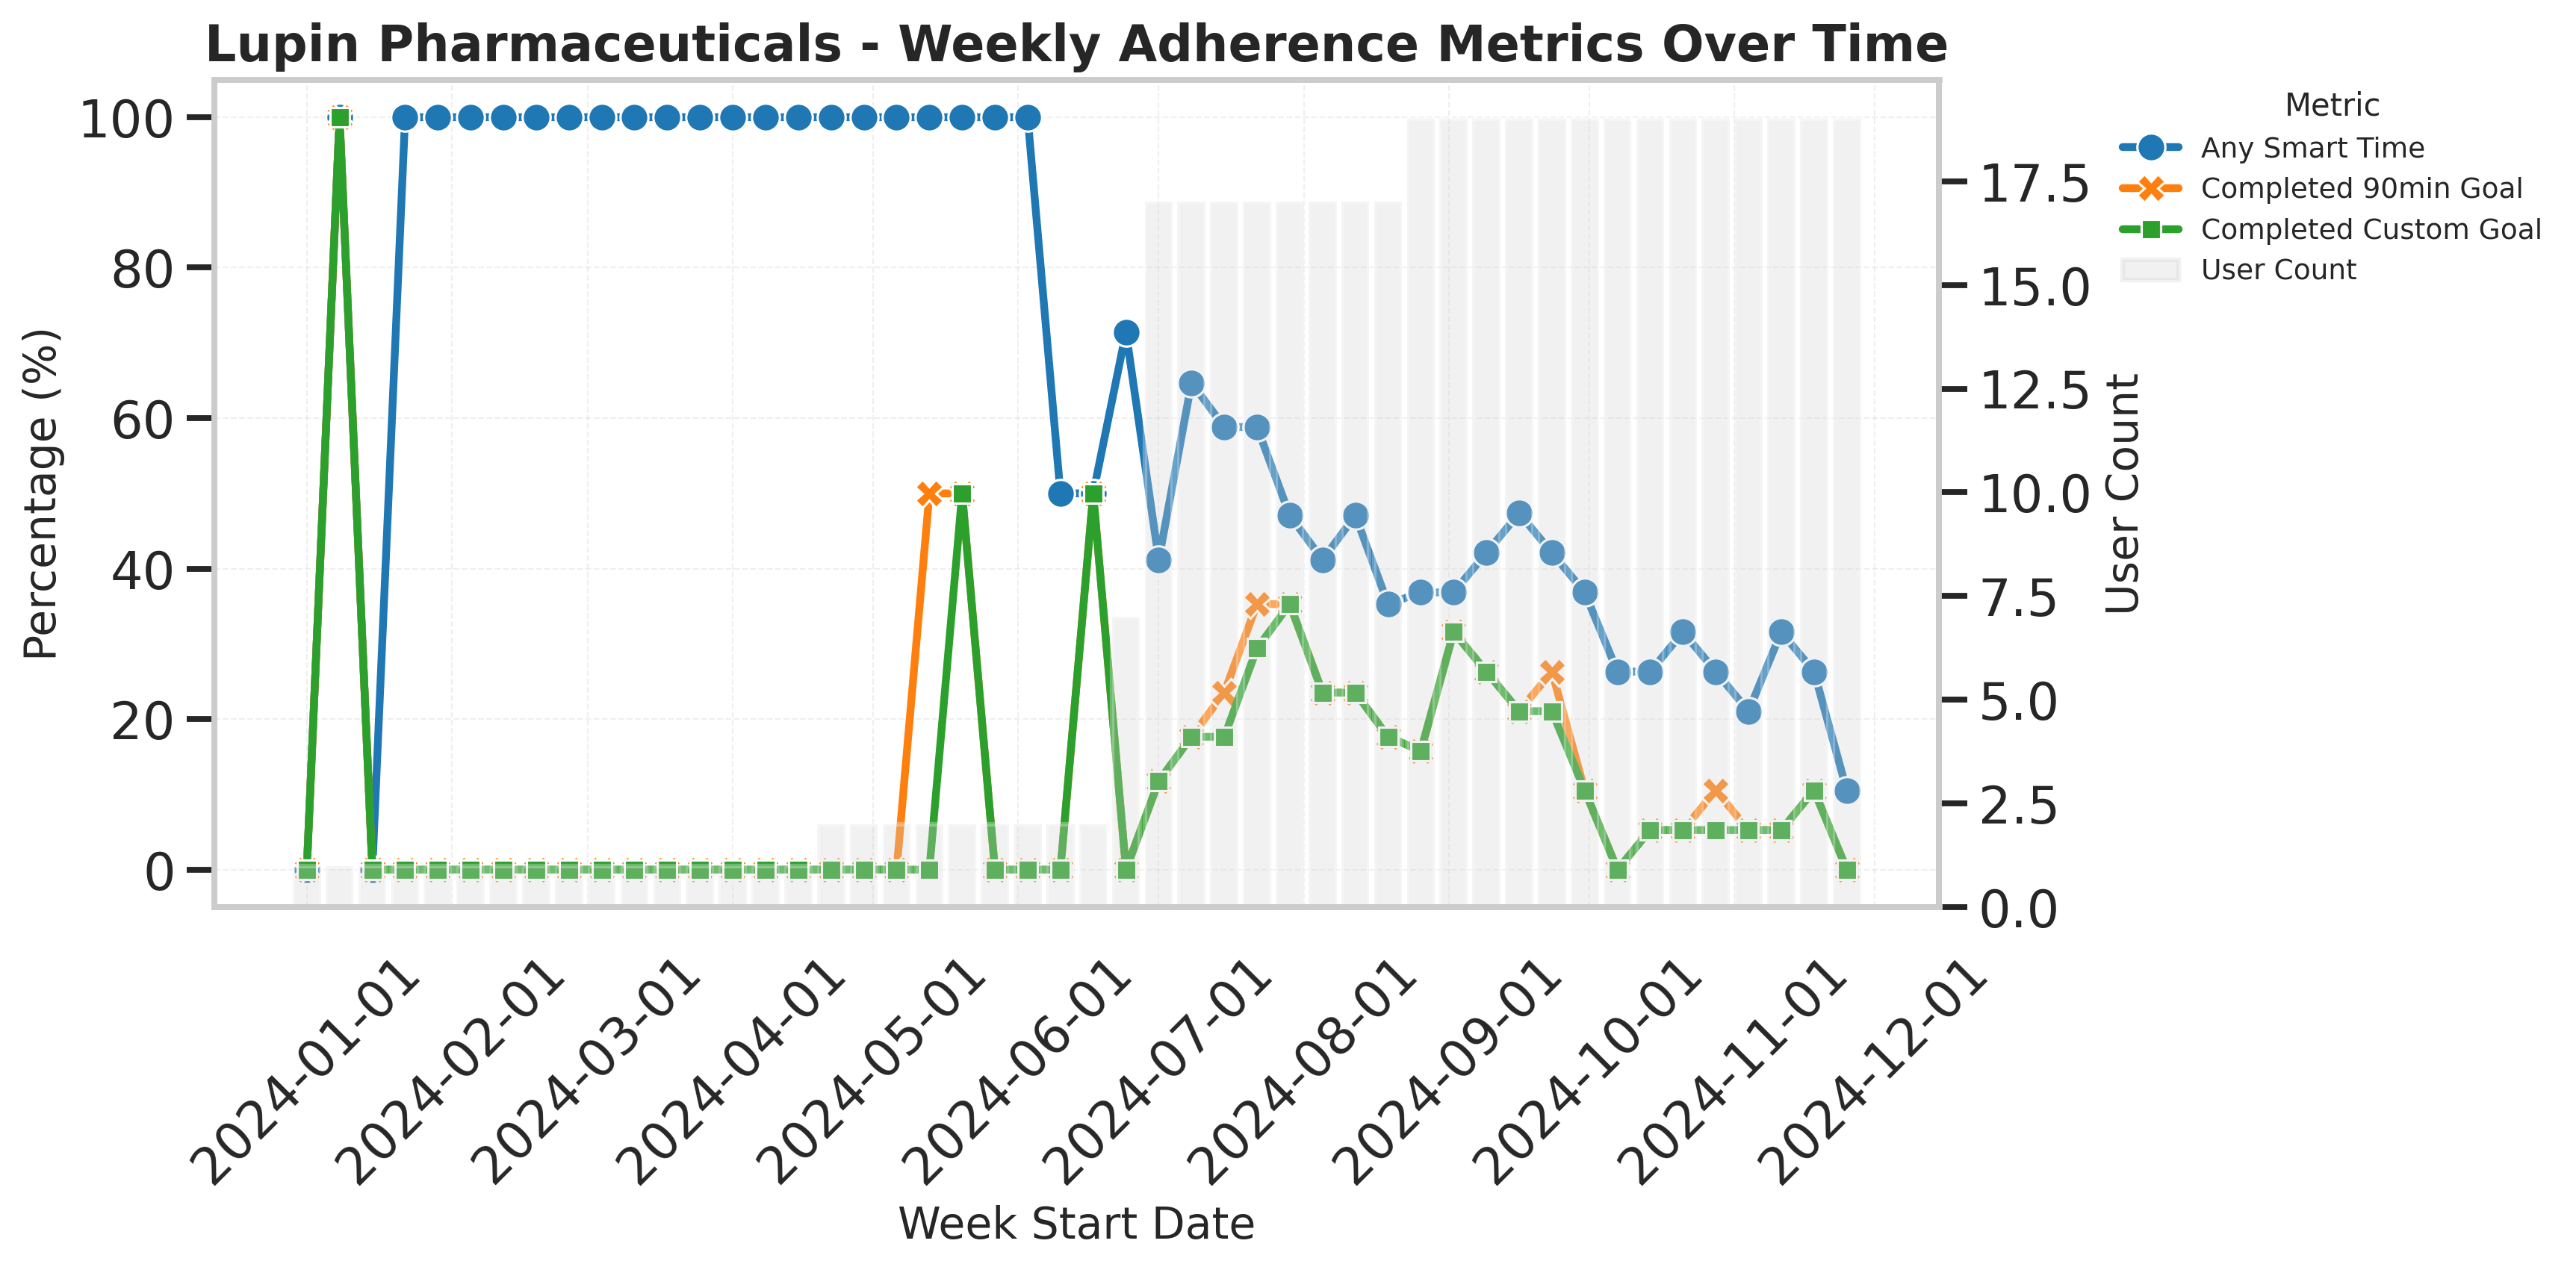 Lupin Pharmaceuticals - Weekly Adherence Metrics Over Time
Percentage (%)
100
80
60
40
20
0
17.5
15.0
12.5
10.0
7.5
5.0
2.5
0.0
User Count
Metric
Any Smart Time
Completed 90min Goal
Completed Custom Goal
User Count
2024-01-01
2024-02-01
2024-03-01
2024-04-01
2024-05-01
2024-06-01
2024-07-01
2024-08-01
2024-09-01
2024-10-01
2024-11-01
2024-12-01
Week Start Date